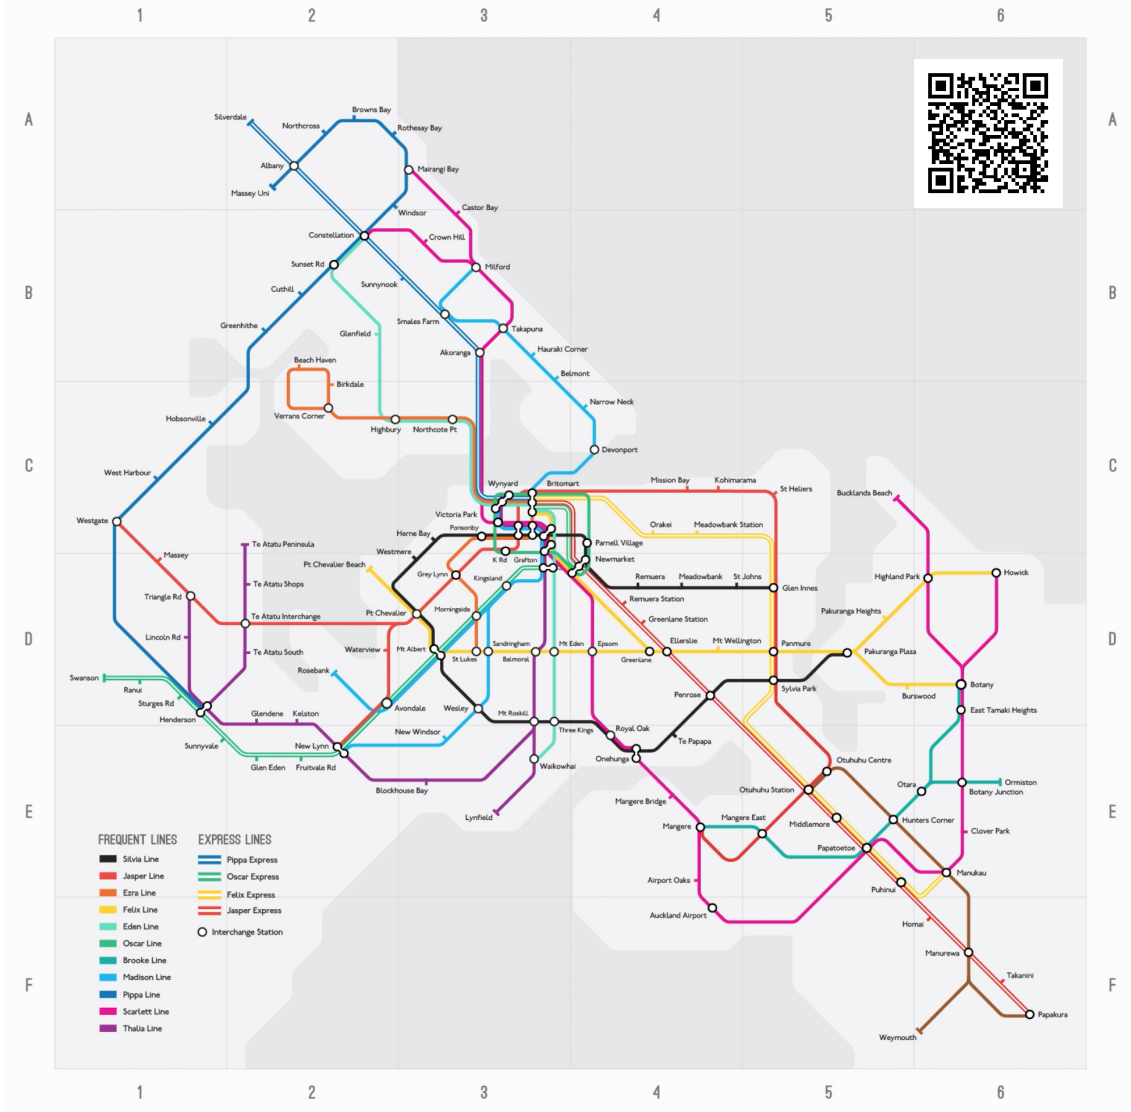 1 2 3 4 5 6
A A
Silverdale
Browns Bay
Northcross
Rothesay Bay
Albany
Mairangi Bay
Massey Uni
Castor Bay
Windsor
Constellation
Crown Hill
Sunset Rd
Milford
Sunnynook
B B
Cuthill
Smales Farm
Greenhithe
Takapuna
Glenfield
Hauraki Corner
Akoranga
Beach Haven
Belmont
Birkdale
Narrow Neck
Verrans Corner
Hobsonville
Highbury
Northcote Pt
Devonport
C C
West Harbour
Wynyard
Britomart
Mission Bay
Kohimarama
St Heliers
Bucklands Beach
Victoria Park
Westgate
Ponsonby
Orakei
Meadowbank Station
Herne Bay
Te Atatu Peninsula
Parnell Village
Massey
Westmere
K Rd
Grafton
Newmarket
Pt Chevalier Beach
Grey Lynn
Kingsland
Remuera
Meadowbank
St Johns
Highland Park
Howick
Te Atatu Shops
Glen Innes
Triangle Rd
Remuera Station
Pt Chevalier
Morningside
Pakuranga Heights
Te Atatu Interchange
Greenlane Station
D D
Lincoln Rd
Waterview
Mt Albert
Sandringham
Mt Eden
Epsom
Ellerslie
Mt Wellington
Panmure
Te Atatu South
St Lukes
Balmoral
Greenlane
Pakuranga Plaza
Rosebank
Swanson
Ranui
Sylvia Park
Botany
Burswood
Penrose
Sturges Rd
Avondale
Wesley
East Tamaki Heights
Henderson
Glendene
Kelston
Mt Roskill
New Windsor
Three Kings
Royal Oak
Te Papapa
Sunnyvale
New Lynn
Onehunga
Otuhuhu Centre
Glen Eden
Fruitvale Rd
Waikowhai
Otara
Ormiston
Blockhouse Bay
Otuhuhu Station
Botany Junction
Mangere Bridge
E E
Lynfield
Mangere East
Hunters Corner
Mangere
Middlemore
Clover Park
Papatoetoe
Manukau
Airport Oaks
Puhinui
Auckland Airport
Homai
Manurewa
Takanini
F F
Papakura
Weymouth
FREQUENT LINES
Silvia Line
Jasper Line
Ezra Line
Felix Line
Eden Line
Oscar Line
Brooke Line
Madison Line
Pippa Line
Scarlett Line
Thalia Line
EXPRESS LINES
Pippa Express
Oscar Express
Felix Express
Jasper Express
Interchange Station
1 2 3 4 5 6